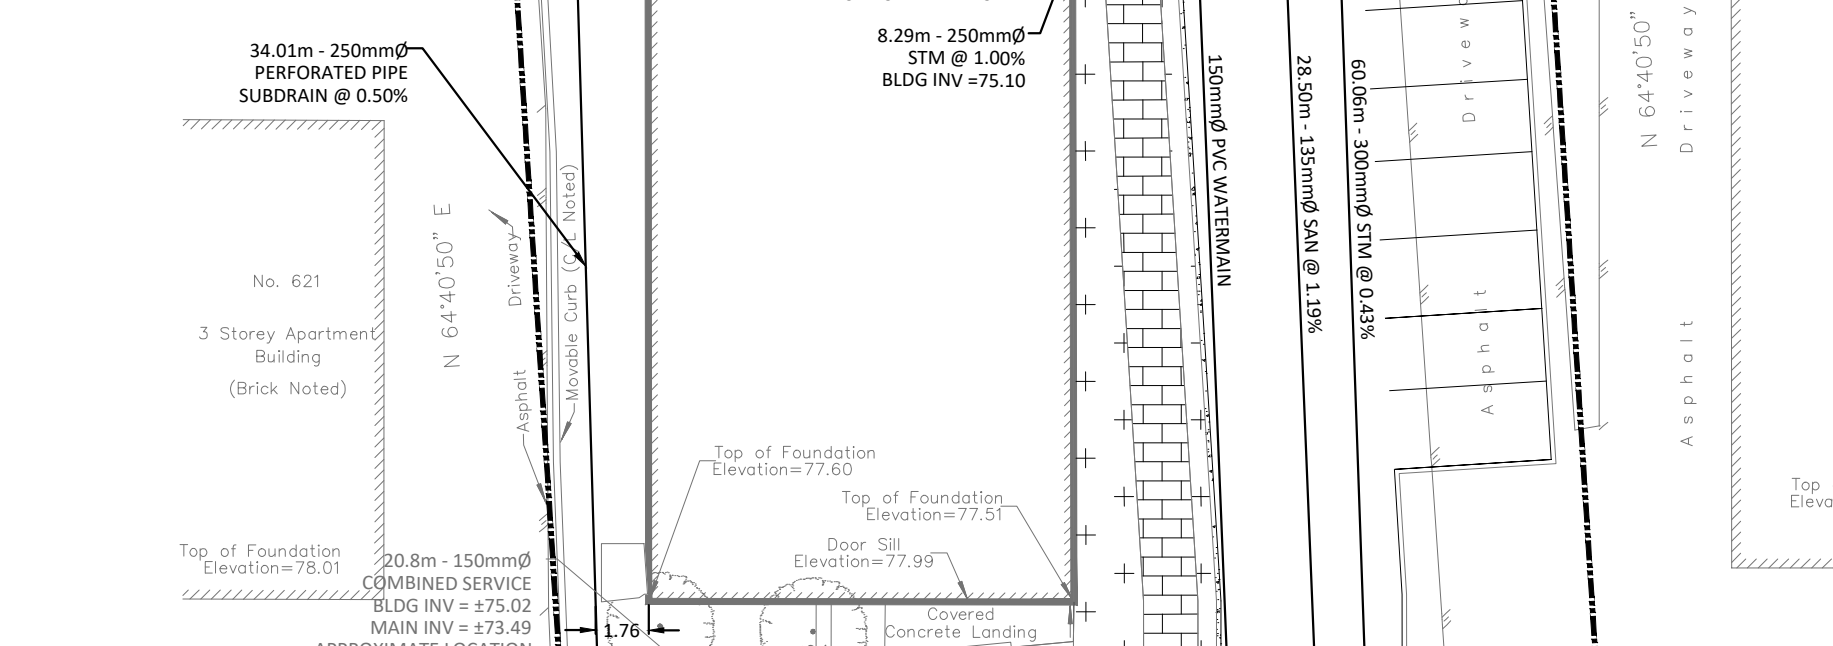 34.01m - 250mmØ
PERFORATED PIPE
SUBDRAIN @ 0.50%
8.29m - 250mmØ
STM @ 1.00%
BLDG INV =75.10
No. 621
3 Storey Apartment
Building
(Brick Noted)
Top of Foundation
Elevation=78.01
N 64°40'50" E
Driveway
Asphalt
Movable Curb (C/L Noted)
20.8m - 150mmØ
COMBINED SERVICE
BLDG INV = ±75.02
MAIN INV = ±73.49
APPROXIMATE LOCATION
1.76
Top of Foundation
Elevation=77.60
Top of Foundation
Elevation=77.51
Door Sill
Elevation=77.99
Covered
Concrete Landing
150mmØ PVC WATERMAIN
28.50m - 135mmØ SAN @ 1.19%
60.06m - 300mmØ STM @ 0.43%
Drivew
Asphalt
N 64°40'50"
Driveway
Asphalt
Top
Eleva